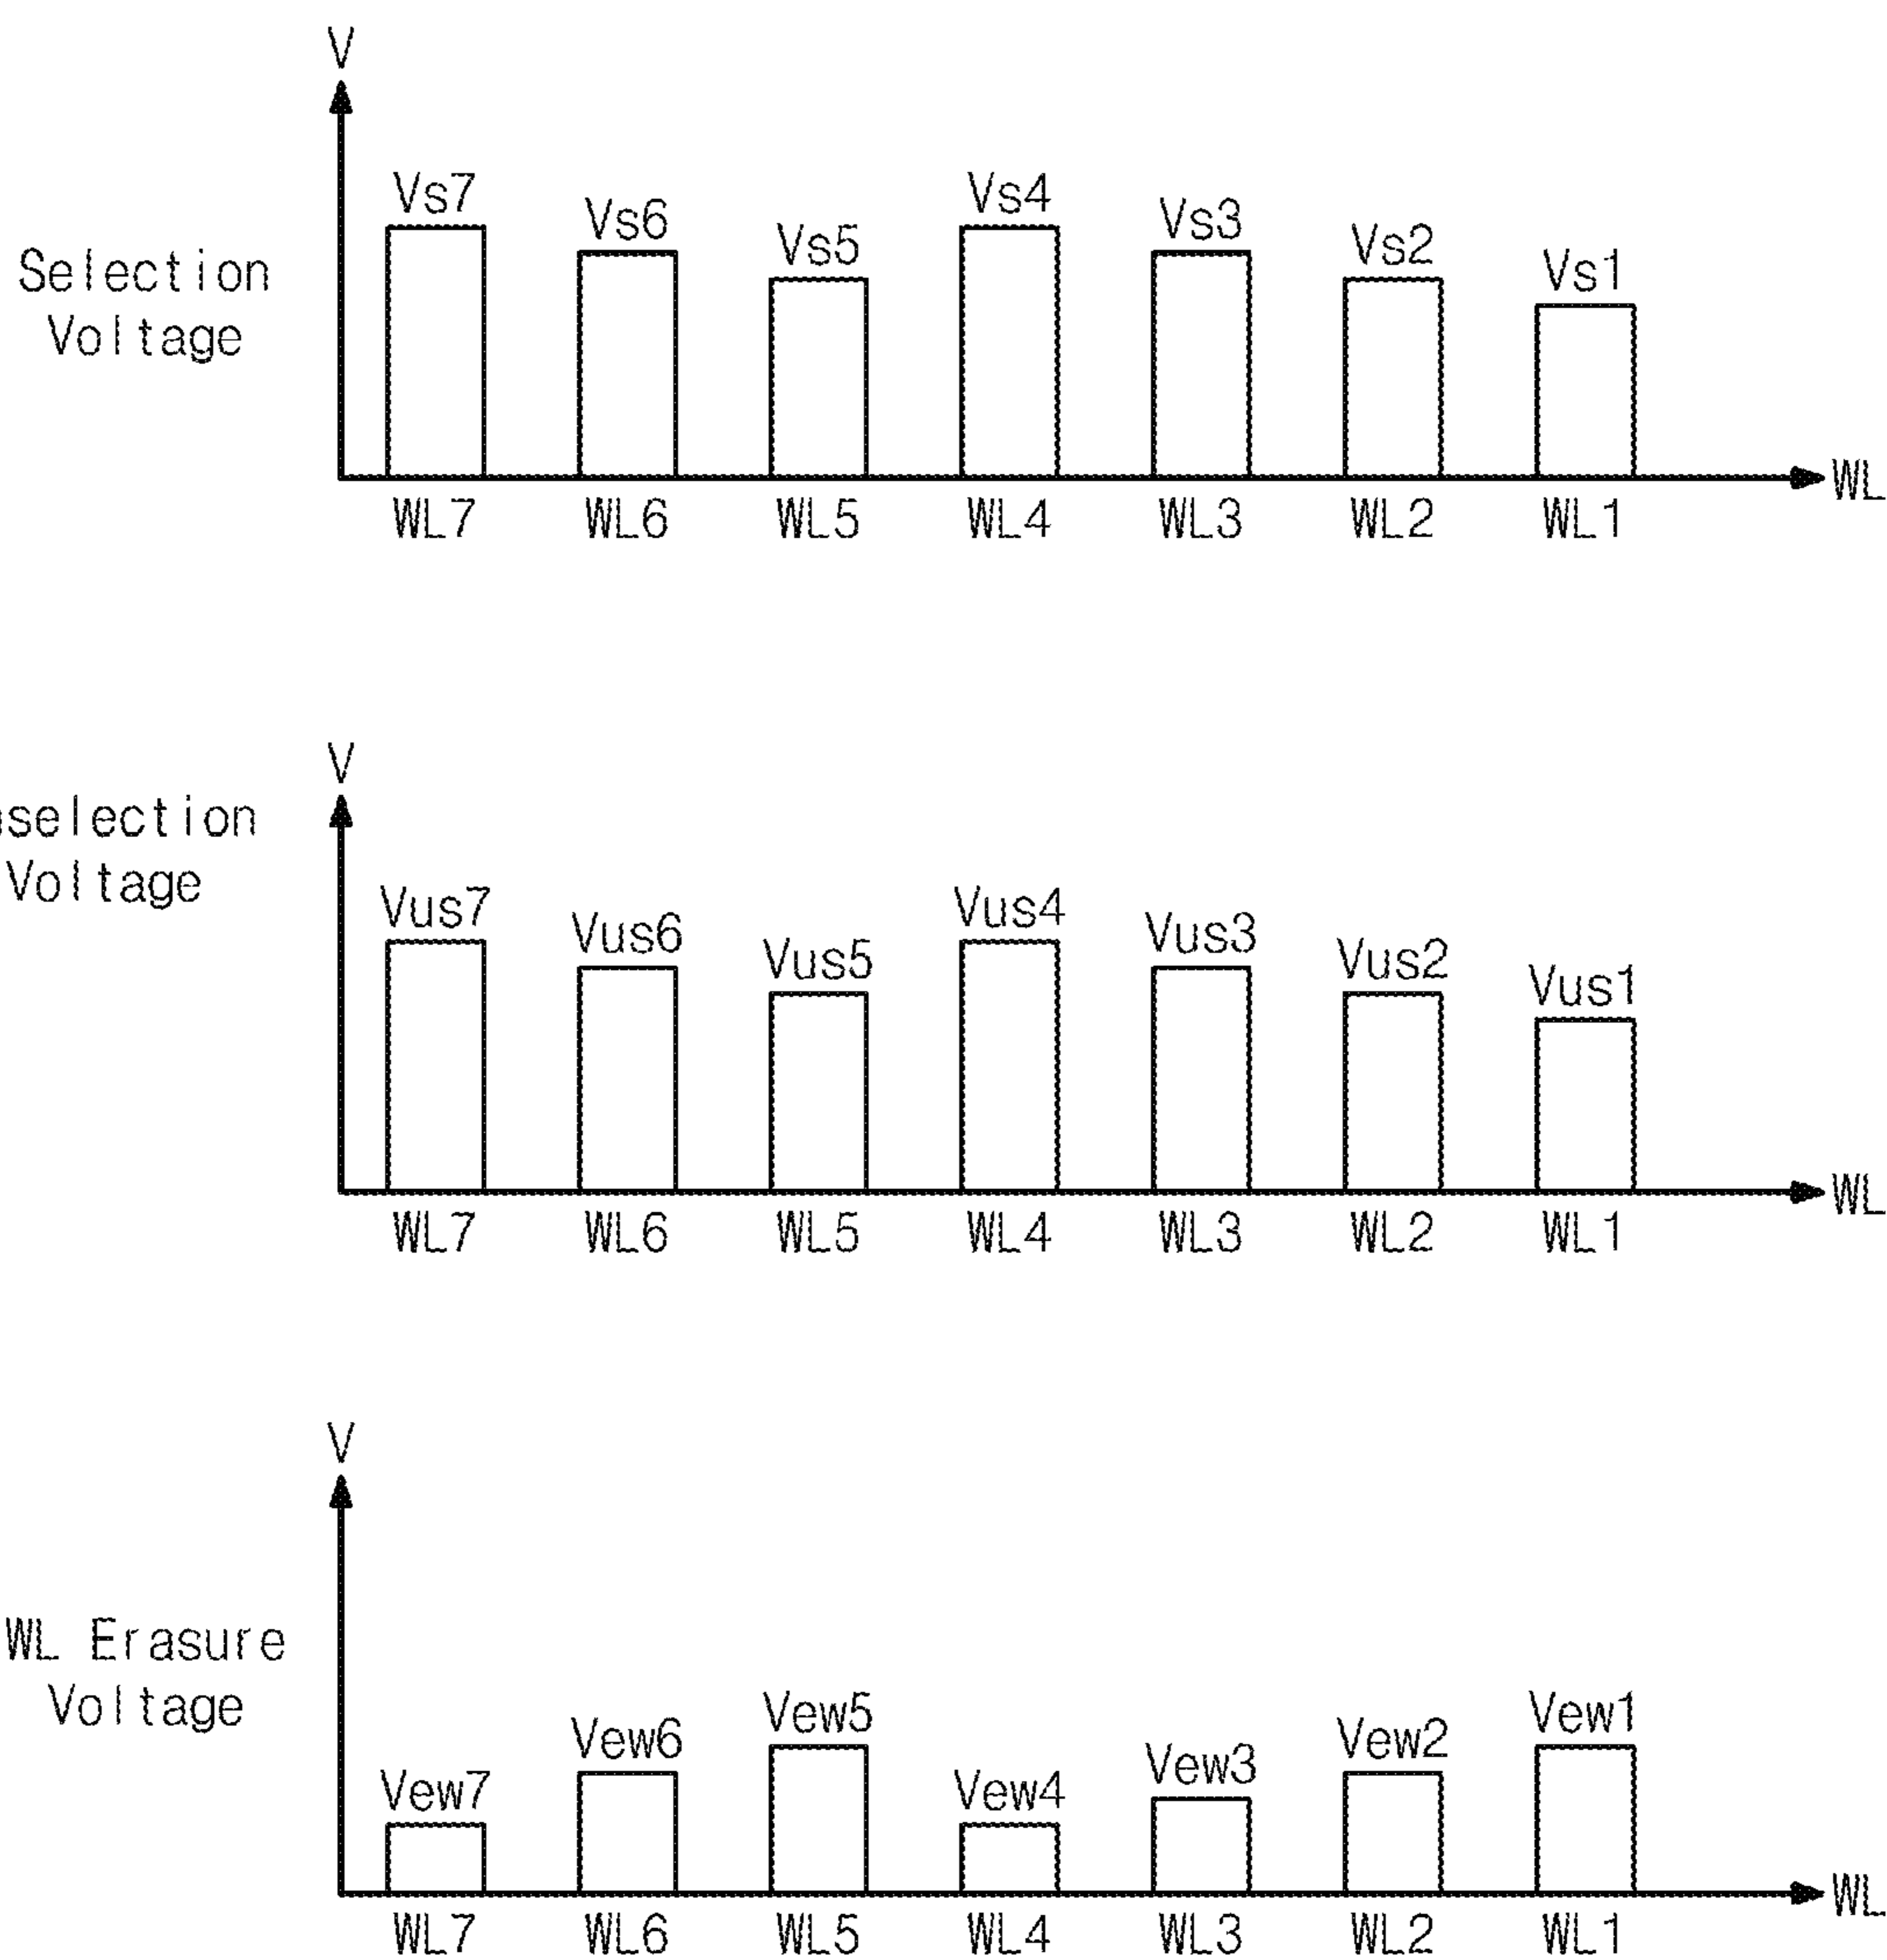 V
Vs7 Vs6 Vs5 Vs4 Vs3 Vs2 Vs1
Selection
Voltage
WL
WL7 WL6 WL5 WL4 WL3 WL2 WL1
V
selection
Voltage
Vus7 Vus6 Vus5 Vus4 Vus3 Vus2 Vus1
WL
WL7 WL6 WL5 WL4 WL3 WL2 WL1
V
WL Erasure
Voltage
Vew7 Vew6 Vew5 Vew4 Vew3 Vew2 Vew1
WL
WL7 WL6 WL5 WL4 WL3 WL2 WL1